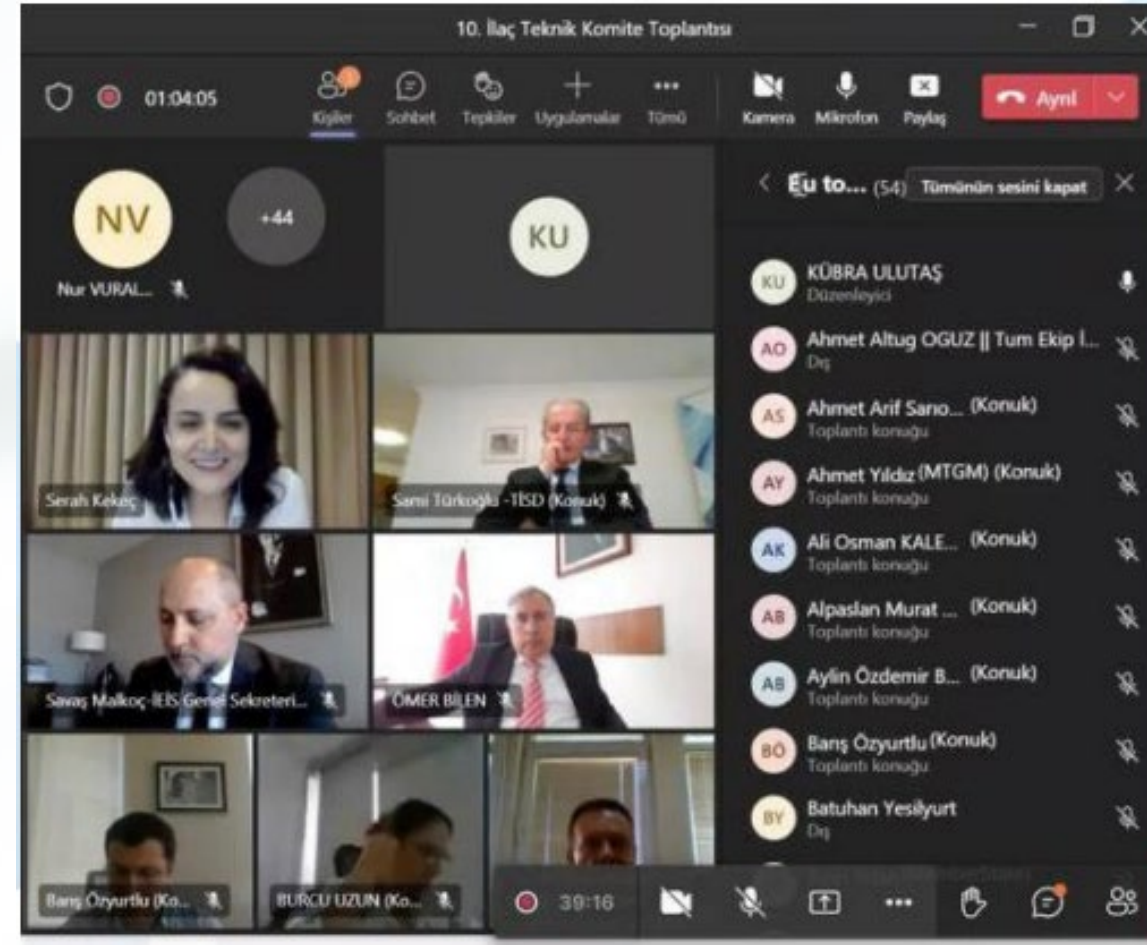 10. İlaç Teknik Komite Toplantısı
01:04:05
Kişiler
Sohbet
Tepkiler
Uygulamalar
Tümü
Kamera
Mikrofon
Paylaş
Ayrıl
NV
+44
Nur VURAL...
KU
Serah Kekeç
Sami Türkoğlu -TİSD (Konuk)
Savaş Malkoç-İEİS Genel Sekreteri...
ÖMER BİLEN
Barış Özyurtlu (Ko...
BURCU UZUN (Ko...
Bu to... (54)
Tümünün sesini kapat
KU
KÜBRA ULUTAŞ
Düzenleyici
AO
Ahmet Altug OGUZ || Tum Ekip İ...
Dış
AS
Ahmet Arif Sarıo... (Konuk)
Toplantı konuğu
AY
Ahmet Yıldız (MTGM) (Konuk)
Toplantı konuğu
AK
Ali Osman KALE... (Konuk)
Toplantı konuğu
AB
Alpaslan Murat ... (Konuk)
Toplantı konuğu
AB
Aylin Özdemir B... (Konuk)
Toplantı konuğu
BÖ
Barış Özyurtlu (Konuk)
Toplantı konuğu
BY
Batuhan Yesilyurt
Dış
39:16